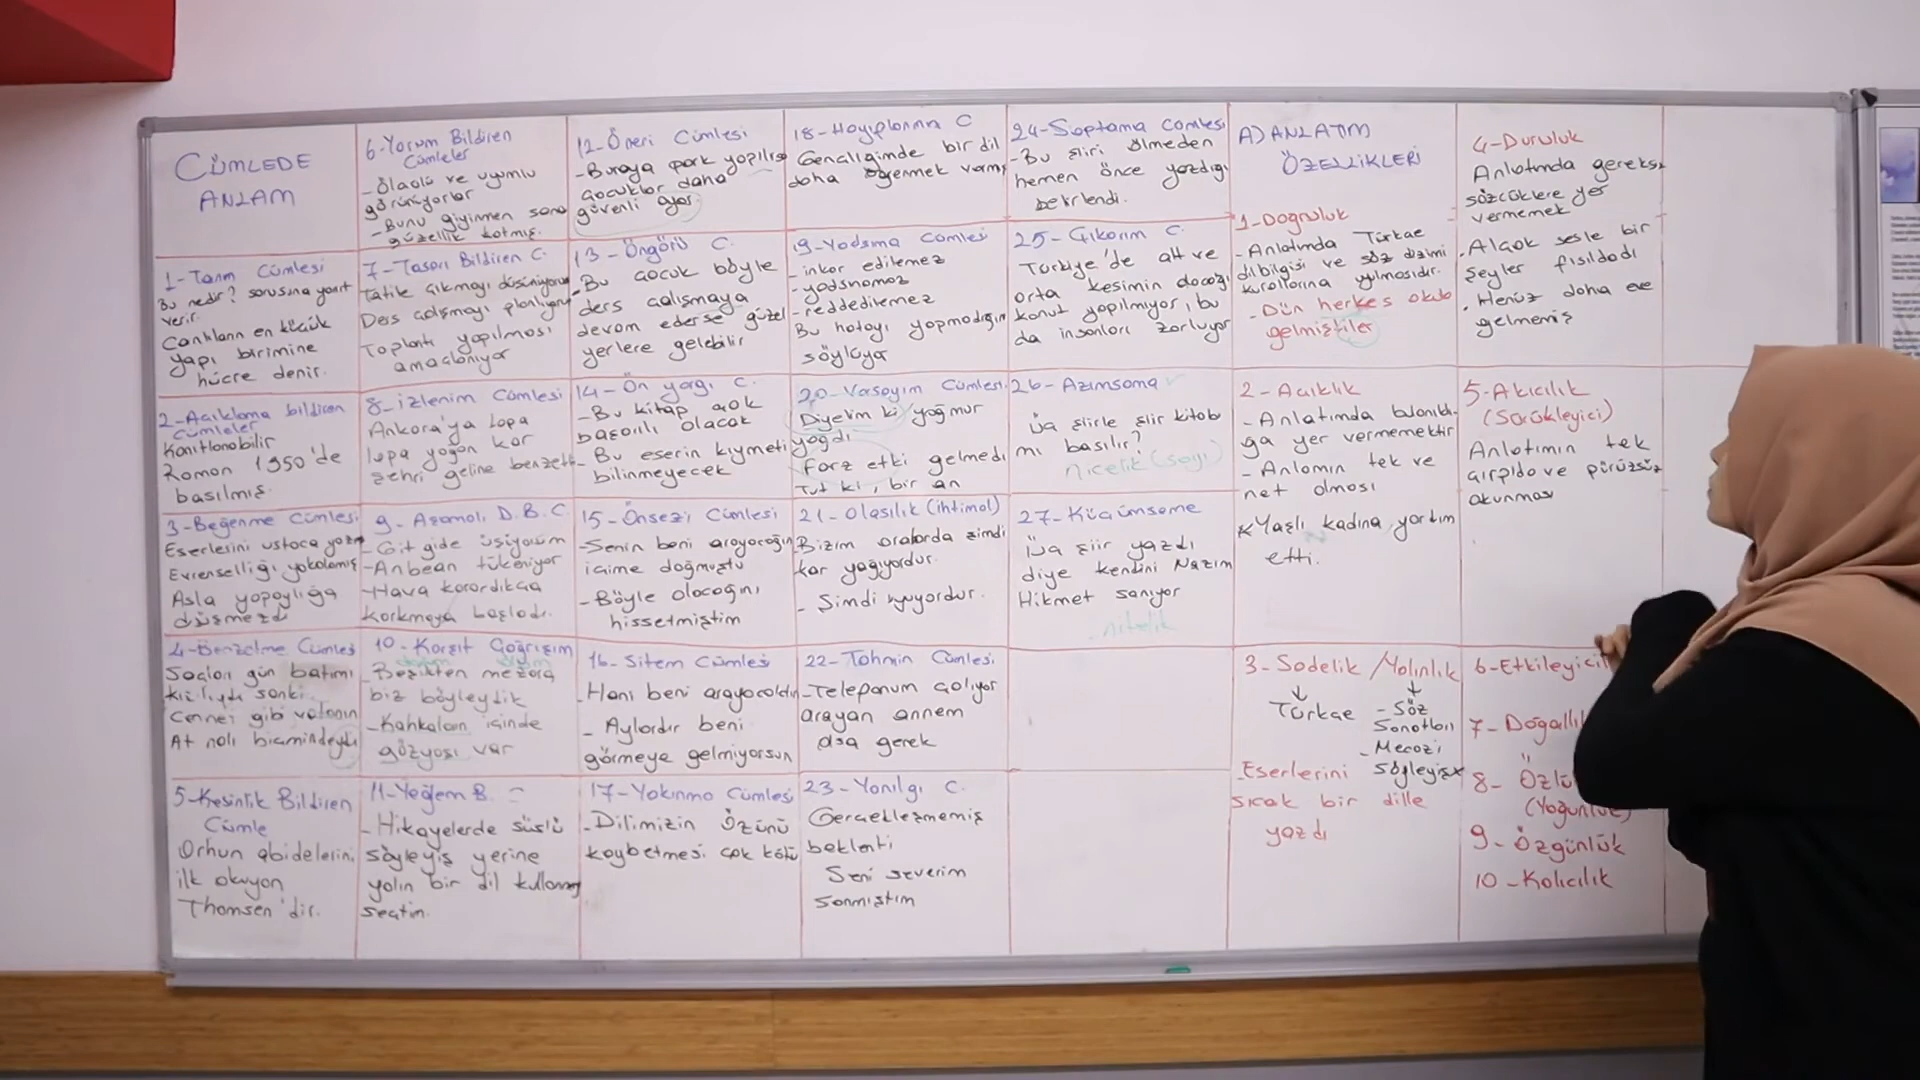 CÜMLEDE
ANLAM
1-Tanım Cümlesi
Bu nedir? sorusuna yanıt
verir.
Canlıların en küçük
yapı birimine
hücre denir.
2-Açıklama bildiren
cümleler
Kanıtlanabilir
Roman 1950'de
basılmış.
3-Beğenme Cümlesi
Eserlerini ustaca
Evrenselliği yakalamış
Asla yapaylığa
düşmezdi
4-Benzetme Cümlesi
Saçları gün batımı
kızılıydı sanki.
Cennet gibi vatanın
At nalı biçimindeydi
5-Kesinlik Bildiren
Cümle
Orhun abidelerini
ilk okuyan
Thomsen'dir.
6-Yorum Bildiren
Cümleler
-Olaylı ve uyumlu
görünüyorlar
-Bunu giyinmen sana
güzellik katmış.
7-Tasarı Bildiren C.
Tatile çıkmayı düşünüyorum
Ders çalışmayı planlıyorum
Toplantı yapılması
amaçlanıyor
8-izlenim Cümlesi
Ankara'ya lapa
lapa yağan kar
şehri geline benzetti
9-Aşamalı D.B.C.
-Git gide üşüyorum
-Anbean tükeniyor
-Hava karardıkça
korkmaya başladı.
10-Karşıt Çağrışım
-Beşikten mezara
biz böyleydik
-Kahkaların içinde
gözyaşı var
11-Yeğlem B. C
-Hikayelerde süslü
söyleyiş yerine
yalın bir dil kullanmayı
seçtin.
12-Öneri Cümlesi
-Buraya park yapılırsa
çocuklar daha
güvenli oynar.
13-Öngörü C.
-Bu çocuk böyle
ders çalışmaya
devam ederse güzel
yerlere gelebilir
14-Ön yargı C.
-Bu kitap çok
başarılı olacak
-Bu eserin kıymeti
bilinmeyecek
15-Önsezi Cümlesi
-Senin beni arayacağın
içime doğmuştu
-Böyle olacağını
hissetmiştim
16-Sitem Cümlesi
-Hani beni arayacaktın
-Aylardır beni
görmeye gelmiyorsun
17-Yakınma Cümlesi
-Dilimizin özünü
kaybetmesi çok kötü
18-Hayıflanma C
Gençliğimde bir dil
daha öğrenmek varmış
19-Yadsıma Cümlesi
-inkar edilemez
-yadsınamaz
-reddedilemez
Bu hatayı yapmadığını
söylüyor
20-Varsayım Cümlesi
Diyelim ki yağmur
yağdı
Farz etki gelmedi
Tut ki, bir an
21-Olasılık (ihtimal)
Bizim oralarda şimdi
kar yağıyordur.
-Şimdi uyuyordur.
22-Tahmin Cümlesi
-Telefonum çalıyor
arayan annem
olsa gerek
23-Yanılgı C.
Gerçekleşmemiş
beklenti
Seni severim
sanmıştım
24-Saptama Cümlesi
-Bu şiiri ölmeden
hemen önce yazdığı
belirlendi.
25-Çıkarım C.
Türkiye'de alt ve
orta kesimin alacağı
konut yapılmıyor, bu
da insanları zorluyor
26-Azımsama
Üç şiirle şiir kitabı
mı basılır?
nicelik (sayı)
27-Küçümseme
Üç şiir yazdı
diye kendini Nazım
Hikmet sanıyor
nitelik
A) ANLATIM
ÖZELLİKLERİ
1-Doğruluk
-Anlatımda Türkçe
dilbilgisi ve söz dizimi
kurallarına uyulmasıdır.
-Dün herkes okula
gelmiştiler
2-Açıklık
-Anlatımda bulanıklı-
ğa yer vermemektir
-Anlamın tek ve
net olması
*Yaşlı kadına yardım
etti.
3-Sadelik /Yalınlık
Türkçe
-Söz
Sanatları
-Mecazi
söyleyiş x
Eserlerini
sıcak bir dille
yazdı
4-Duruluk
Anlatımda gereksiz
sözcüklere yer
vermemek
.Alçak sesle bir
şeyler fısıldadı
.Henüz daha eve
gelmemiş
5-Akıcılık
(Sürükleyici)
Anlatımın tek
çırpıda ve pürüzsüz
okunması
6-Etkileyicil
7-Doğallı
8-Özlü
(Yoğunluk)
9-Özgünlük
10-Kalıcılık